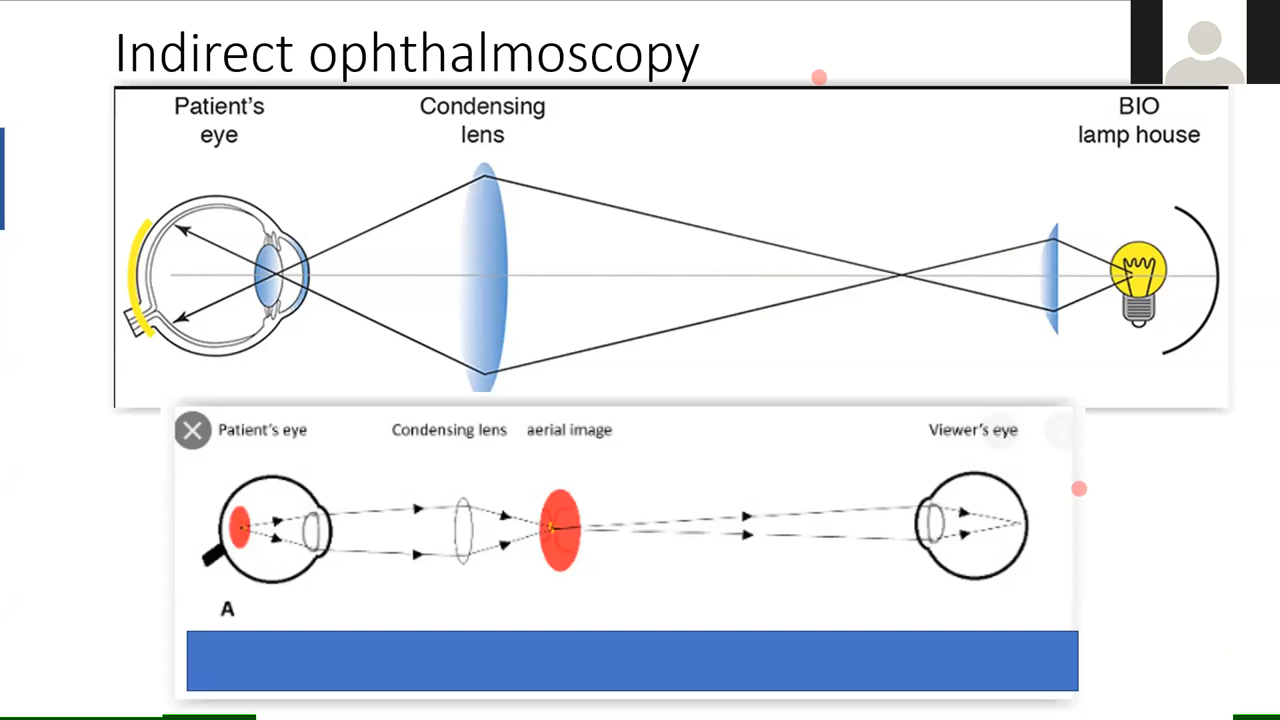 Indirect ophthalmoscopy
Patient's eye
Condensing lens
BIO lamp house
Patient's eye
Condensing lens
aerial image
Viewer's eye
A